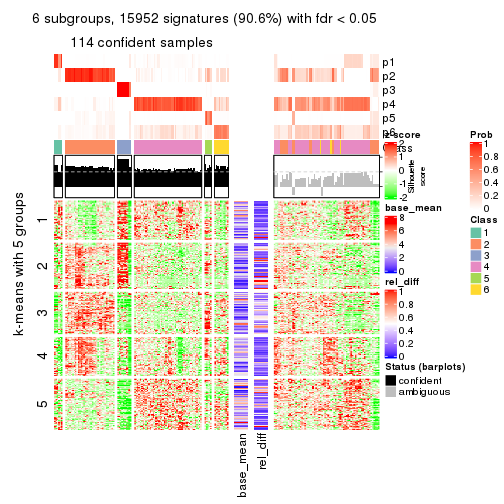 6 subgroups, 15952 signatures (90.6%) with fdr < 0.05
114 confident samples
p1
p2
p3
p4
p5
p6
Class
k-means with 5 groups
1
2
3
4
5
Silhouette
score
z-score
2
1
0
-1
-2
base_mean
8
6
4
2
0
rel_diff
1
0.8
0.6
0.4
0.2
0
Status (barplots)
confident
ambiguous
Prob
1
0.8
0.6
0.4
0.2
0
Class
1
2
3
4
5
6
base_mean
rel_diff